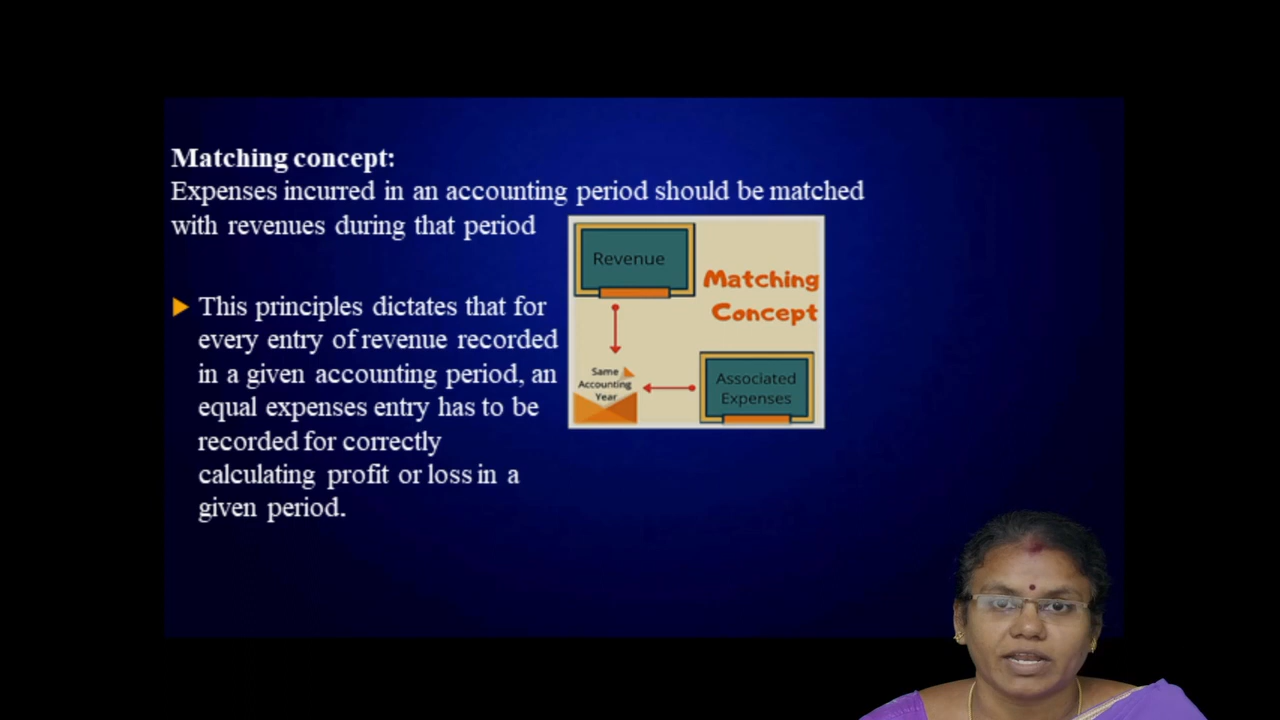 Matching concept:
Expenses incurred in an accounting period should be matched
with revenues during that period
This principles dictates that for
every entry of revenue recorded
in a given accounting period, an
equal expenses entry has to be
recorded for correctly
calculating profit or loss in a
given period.
Revenue
Matching
Concept
Same
Accounting
Year
Associated
Expenses